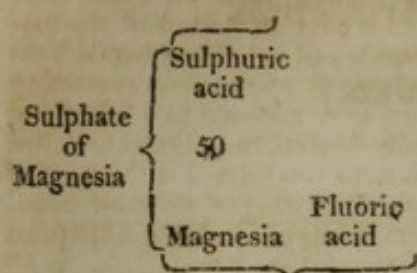 Sulphuric
acid
Sulphate
of
Magnesia
50
Fluoric
Magnesia acid